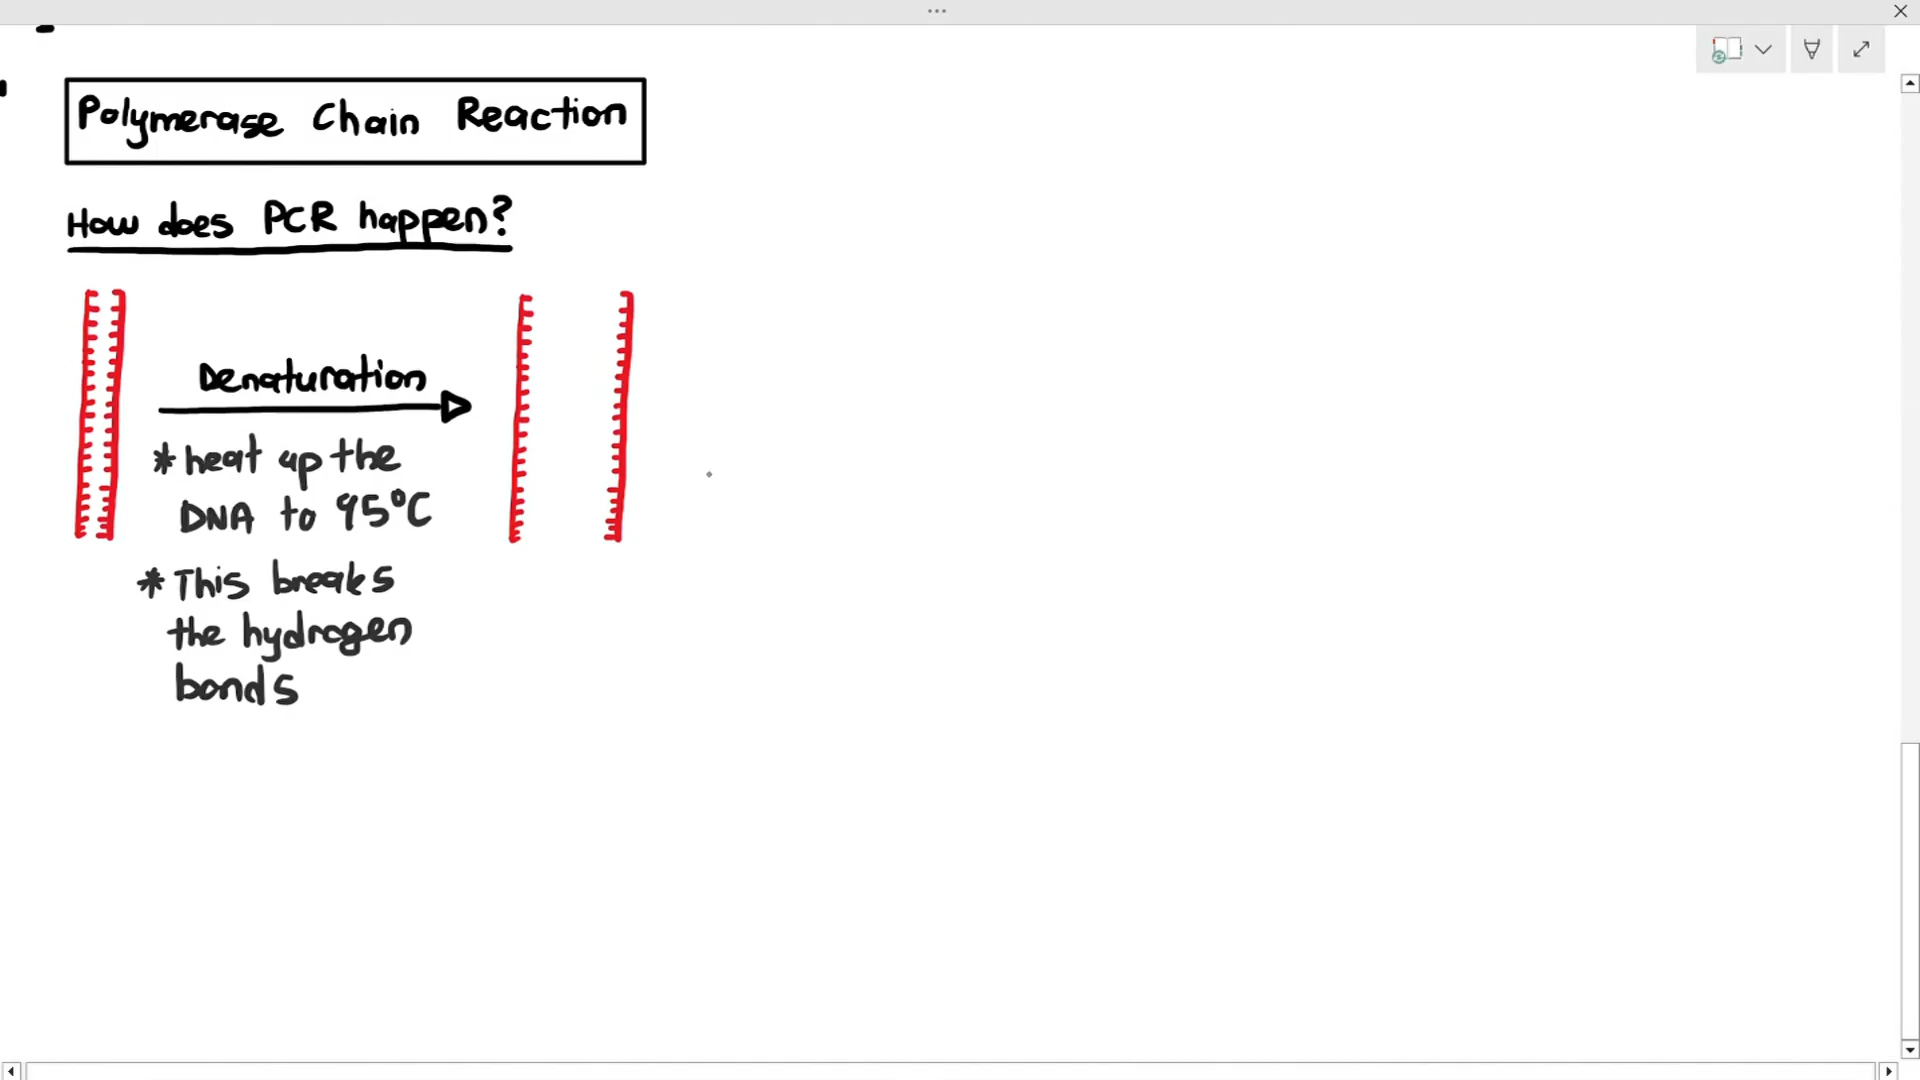 Polymerase Chain Reaction
How does PCR happen?
Denaturation
* heat up the
DNA to 95°C
* This breaks
the hydrogen
bonds